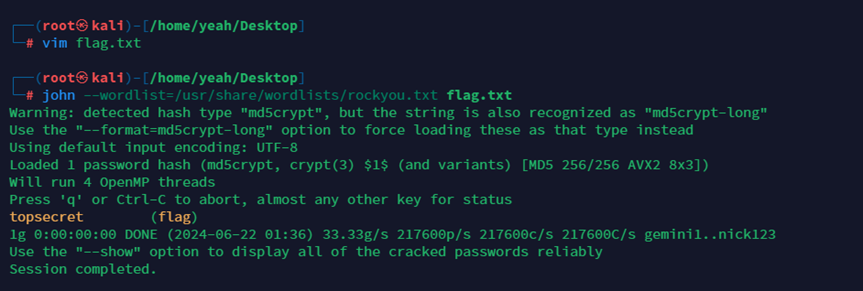 ┌──(root㉿kali)-[/home/yeah/Desktop]
└─# vim flag.txt
┌──(root㉿kali)-[/home/yeah/Desktop]
└─# john --wordlist=/usr/share/wordlists/rockyou.txt flag.txt
Warning: detected hash type "md5crypt", but the string is also recognized as "md5crypt-long"
Use the "--format=md5crypt-long" option to force loading these as that type instead
Using default input encoding: UTF-8
Loaded 1 password hash (md5crypt, crypt(3) $1$ (and variants) [MD5 256/256 AVX2 8x3])
Will run 4 OpenMP threads
Press 'q' or Ctrl-C to abort, almost any other key for status
topsecret        (flag)
1g 0:00:00:00 DONE (2024-06-22 01:36) 33.33g/s 217600p/s 217600c/s 217600C/s gemini1..nick123
Use the "--show" option to display all of the cracked passwords reliably
Session completed.